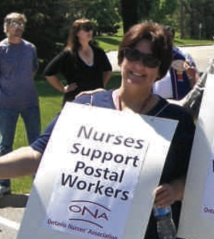 Nurses
Support
Postal
Workers
ONA
Ontario Nurses' Association